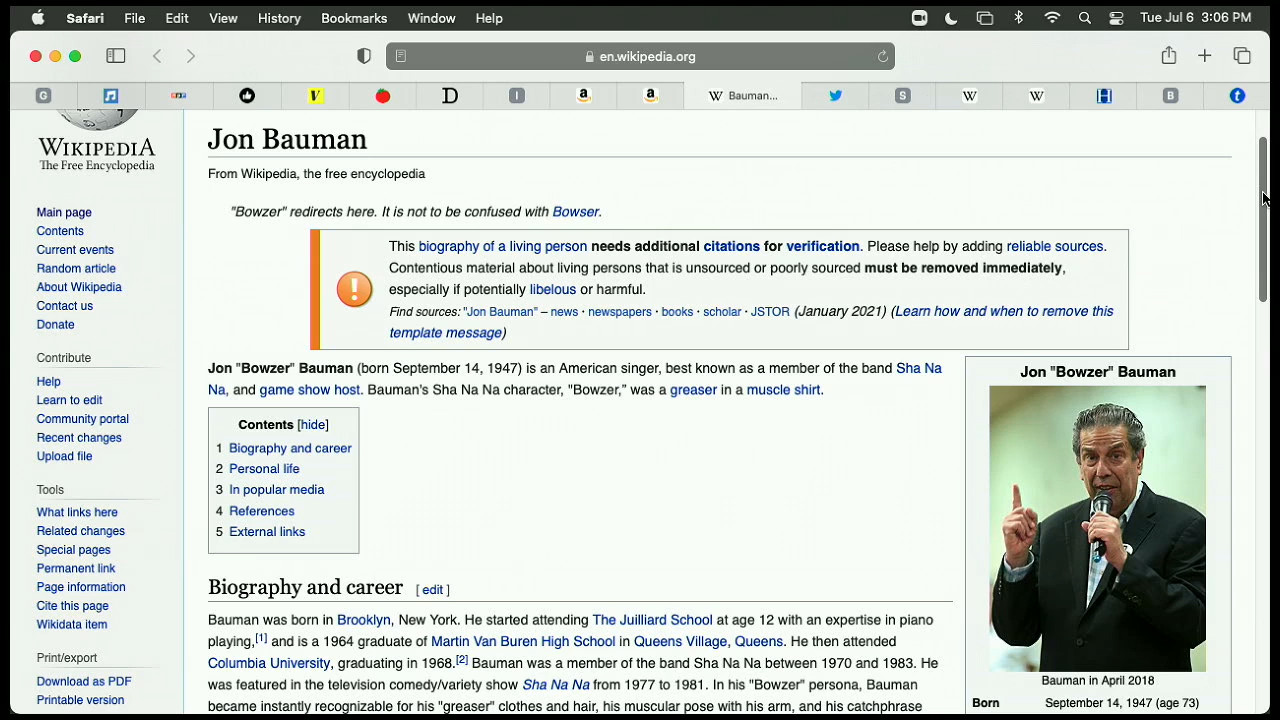 Safari File Edit View History Bookmarks Window Help Tue Jul 6 3:06 PM
en.wikipedia.org
G V D I a a W Bauman... S W W H B t
WIKIPEDIA
The Free Encyclopedia
Main page
Contents
Current events
Random article
About Wikipedia
Contact us
Donate
Contribute
Help
Learn to edit
Community portal
Recent changes
Upload file
Tools
What links here
Related changes
Special pages
Permanent link
Page information
Cite this page
Wikidata item
Print/export
Download as PDF
Printable version
Jon Bauman
From Wikipedia, the free encyclopedia
"Bowzer" redirects here. It is not to be confused with Bowser.
This biography of a living person needs additional citations for verification. Please help by adding reliable sources.
Contentious material about living persons that is unsourced or poorly sourced must be removed immediately,
especially if potentially libelous or harmful.
Find sources: "Jon Bauman" – news · newspapers · books · scholar · JSTOR (January 2021) (Learn how and when to remove this
template message)
Jon "Bowzer" Bauman (born September 14, 1947) is an American singer, best known as a member of the band Sha Na
Na, and game show host. Bauman's Sha Na Na character, "Bowzer," was a greaser in a muscle shirt.
Contents [hide]
1 Biography and career
2 Personal life
3 In popular media
4 References
5 External links
Biography and career [ edit ]
Bauman was born in Brooklyn, New York. He started attending The Juilliard School at age 12 with an expertise in piano
playing,[1] and is a 1964 graduate of Martin Van Buren High School in Queens Village, Queens. He then attended
Columbia University, graduating in 1968.[2] Bauman was a member of the band Sha Na Na between 1970 and 1983. He
was featured in the television comedy/variety show Sha Na Na from 1977 to 1981. In his "Bowzer" persona, Bauman
became instantly recognizable for his "greaser" clothes and hair, his muscular pose with his arm, and his catchphrase
Jon "Bowzer" Bauman
Bauman in April 2018
Born September 14, 1947 (age 73)